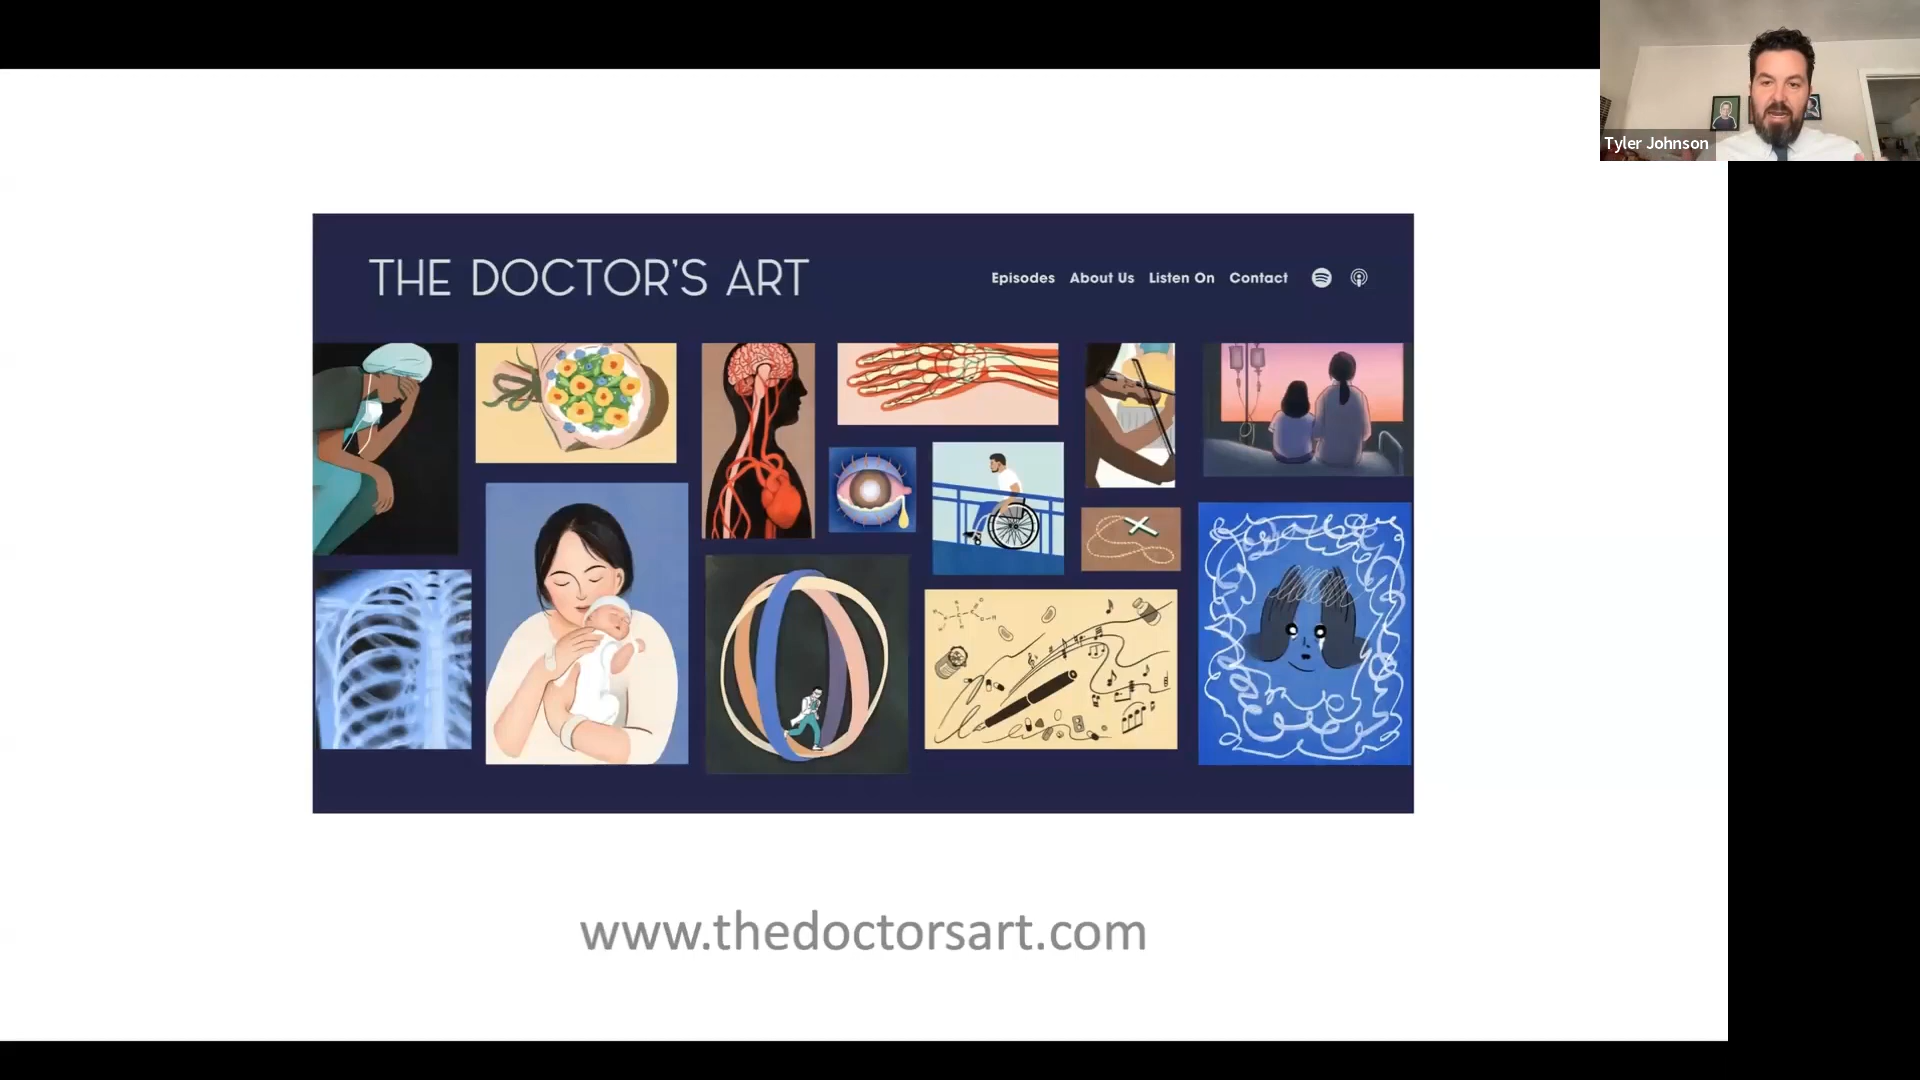 Tyler Johnson
THE DOCTOR'S ART
Episodes About Us Listen On Contact
www.thedoctorsart.com